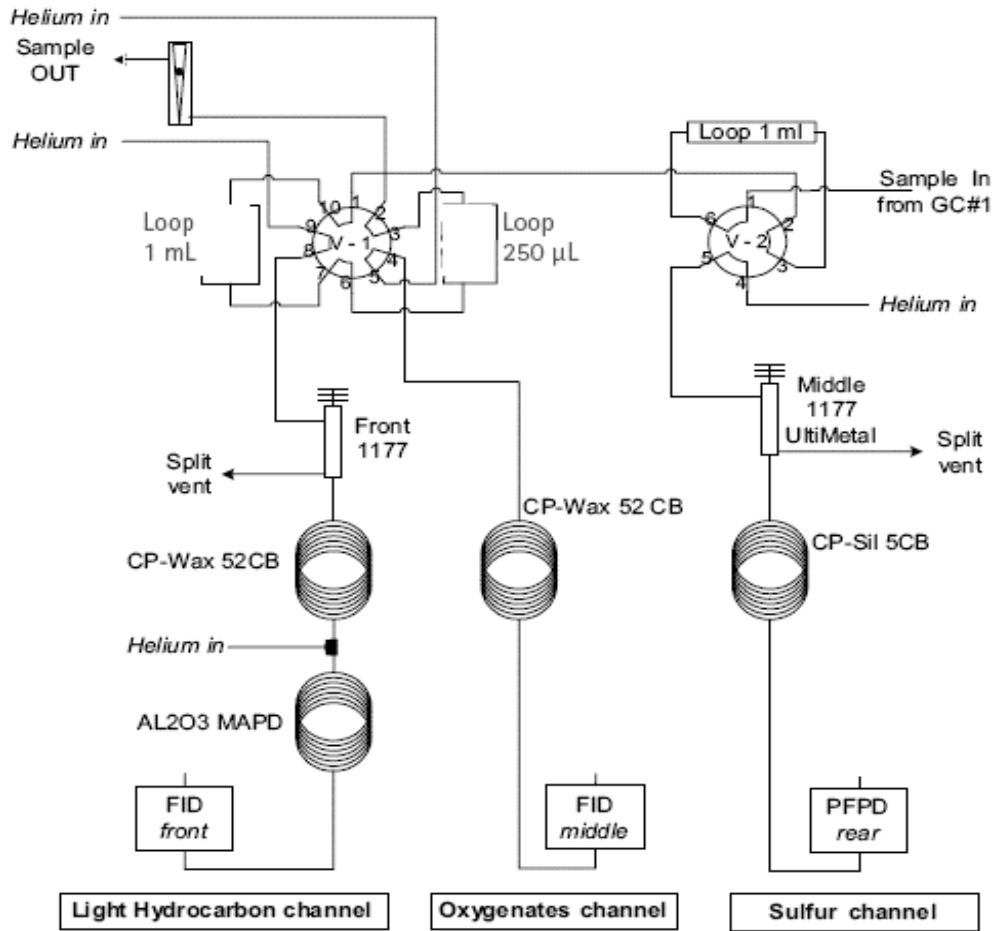 Helium in
Sample
OUT
Helium in
Loop
1 mL
10
1
2
9
3
V - 1
8
4
7
5
6
Loop
250 µL
Loop 1 ml
Sample In
from GC#1
1
6
2
V - 2
5
3
4
Helium in
Front
1177
Split
vent
Middle
1177
UltiMetal
Split
vent
CP-Wax 52CB
CP-Wax 52 CB
CP-Sil 5CB
Helium in
AL2O3 MAPD
FID
front
FID
middle
PFPD
rear
Light Hydrocarbon channel
Oxygenates channel
Sulfur channel